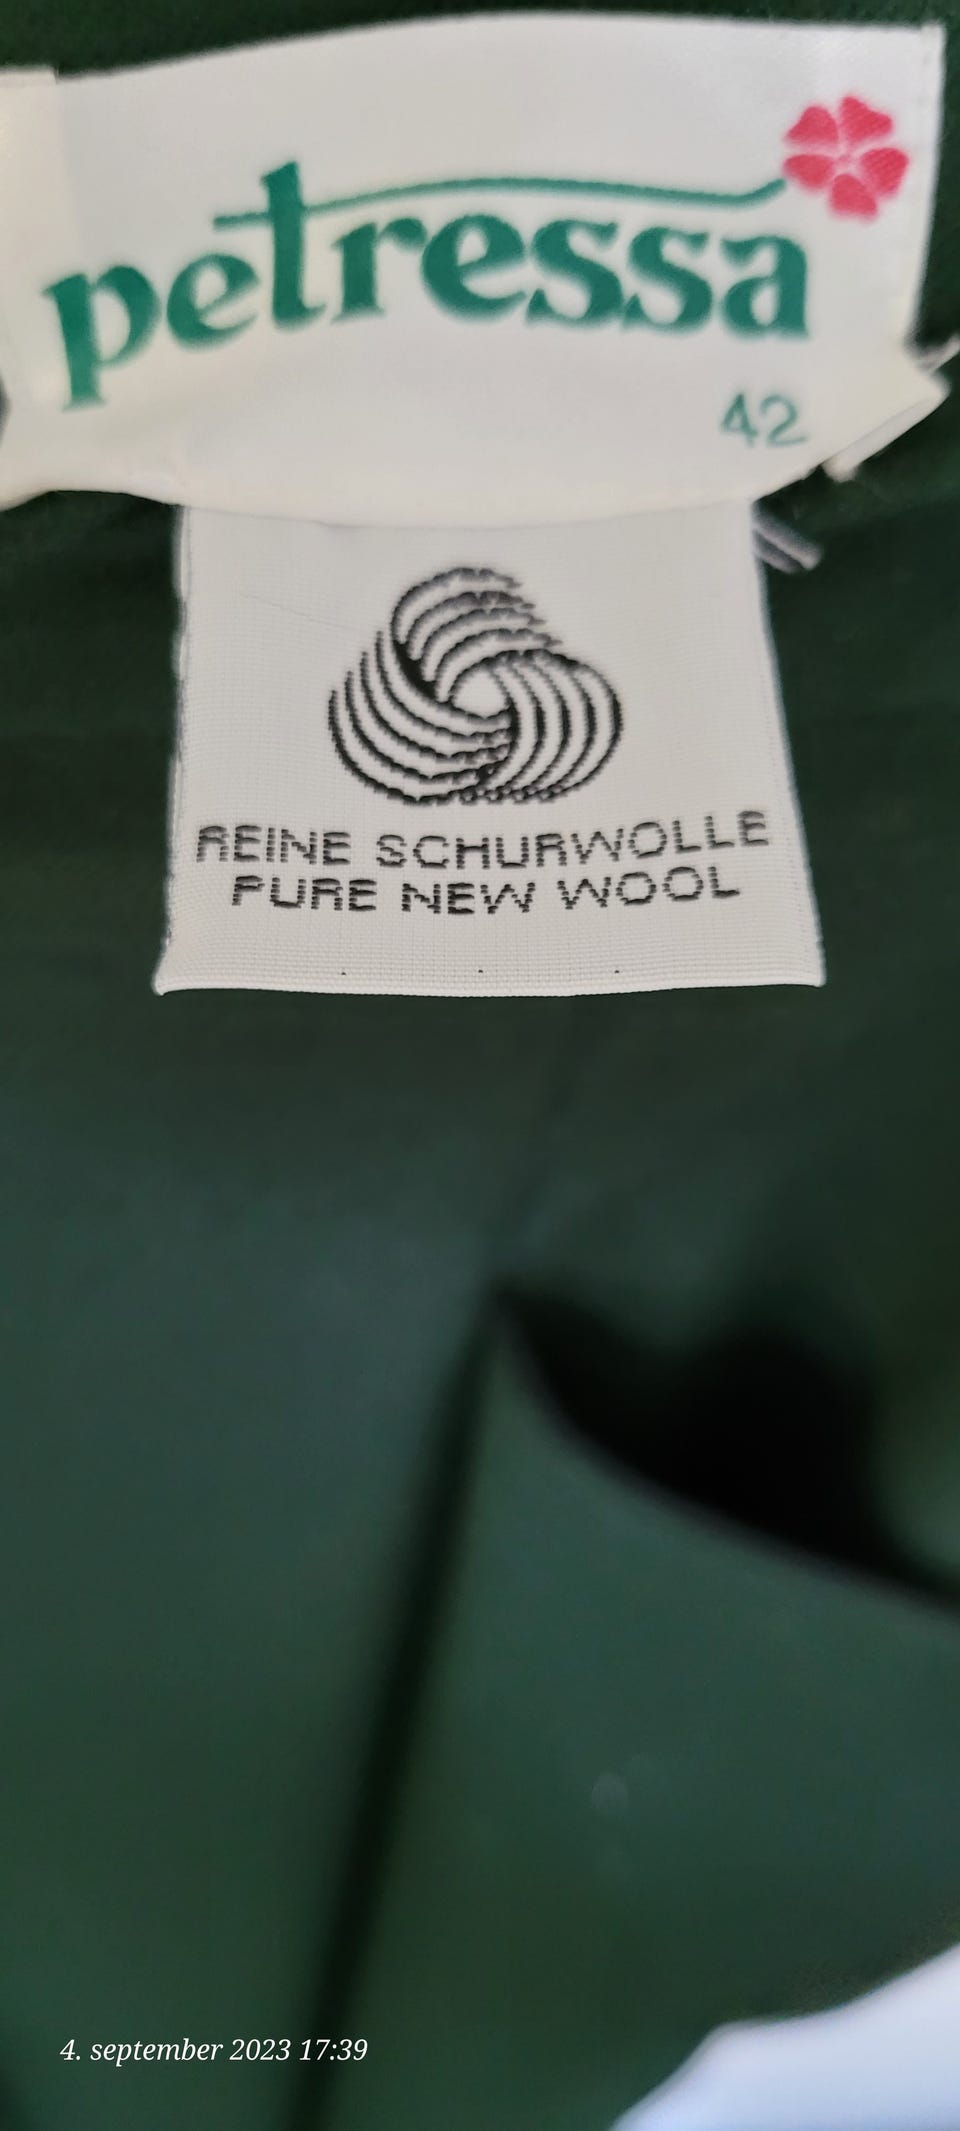 petressa
42
REINE SCHURWOLLE
PURE NEW WOOL
4. september 2023 17:39